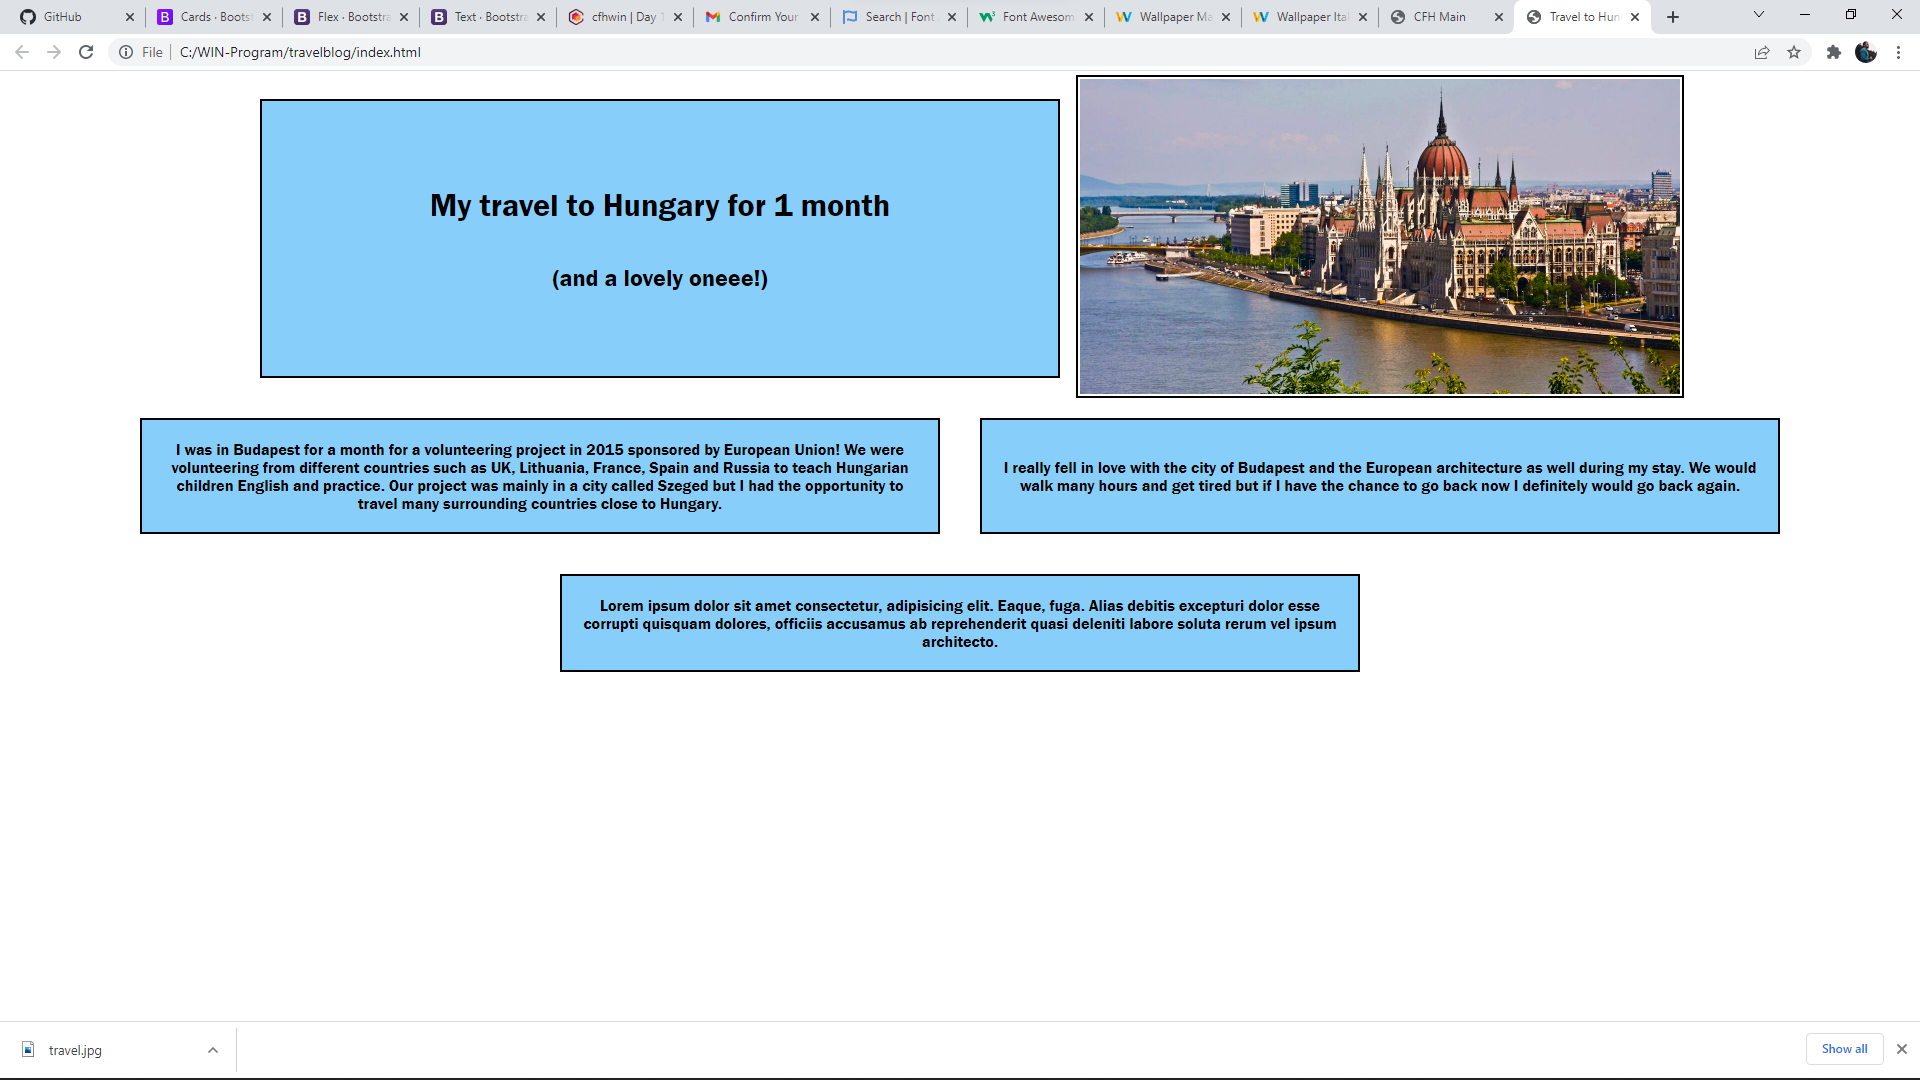 GitHub
Cards · Boots
Flex · Bootstra
Text · Bootstra
cfhwin | Day
Confirm Your
Search | Font
Font Awesom
Wallpaper Ma
Wallpaper Ital
CFH Main
Travel to Hun
File
C:/WIN-Program/travelblog/index.html
My travel to Hungary for 1 month
(and a lovely oneee!)
I was in Budapest for a month for a volunteering project in 2015 sponsored by European Union! We were
volunteering from different countries such as UK, Lithuania, France, Spain and Russia to teach Hungarian
children English and practice. Our project was mainly in a city called Szeged but I had the opportunity to
travel many surrounding countries close to Hungary.
I really fell in love with the city of Budapest and the European architecture as well during my stay. We would
walk many hours and get tired but if I have the chance to go back now I definitely would go back again.
Lorem ipsum dolor sit amet consectetur, adipisicing elit. Eaque, fuga. Alias debitis excepturi dolor esse
corrupti quisquam dolores, officiis accusamus ab reprehenderit quasi deleniti labore soluta rerum vel ipsum
architecto.
travel.jpg
Show all